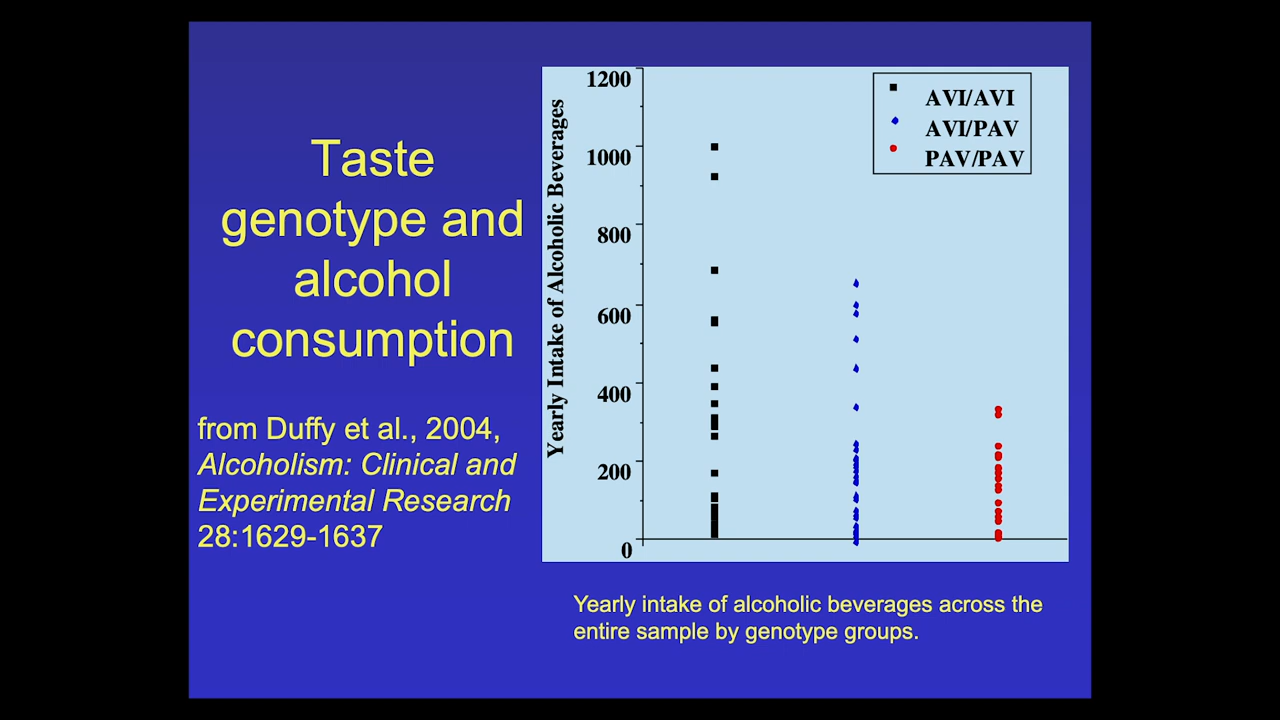 Taste
genotype and
alcohol
consumption
from Duffy et al., 2004,
Alcoholism: Clinical and
Experimental Research
28:1629-1637
Yearly Intake of Alcoholic Beverages
1200
1000
800
600
400
200
0
AVI/AVI
AVI/PAV
PAV/PAV
Yearly intake of alcoholic beverages across the
entire sample by genotype groups.